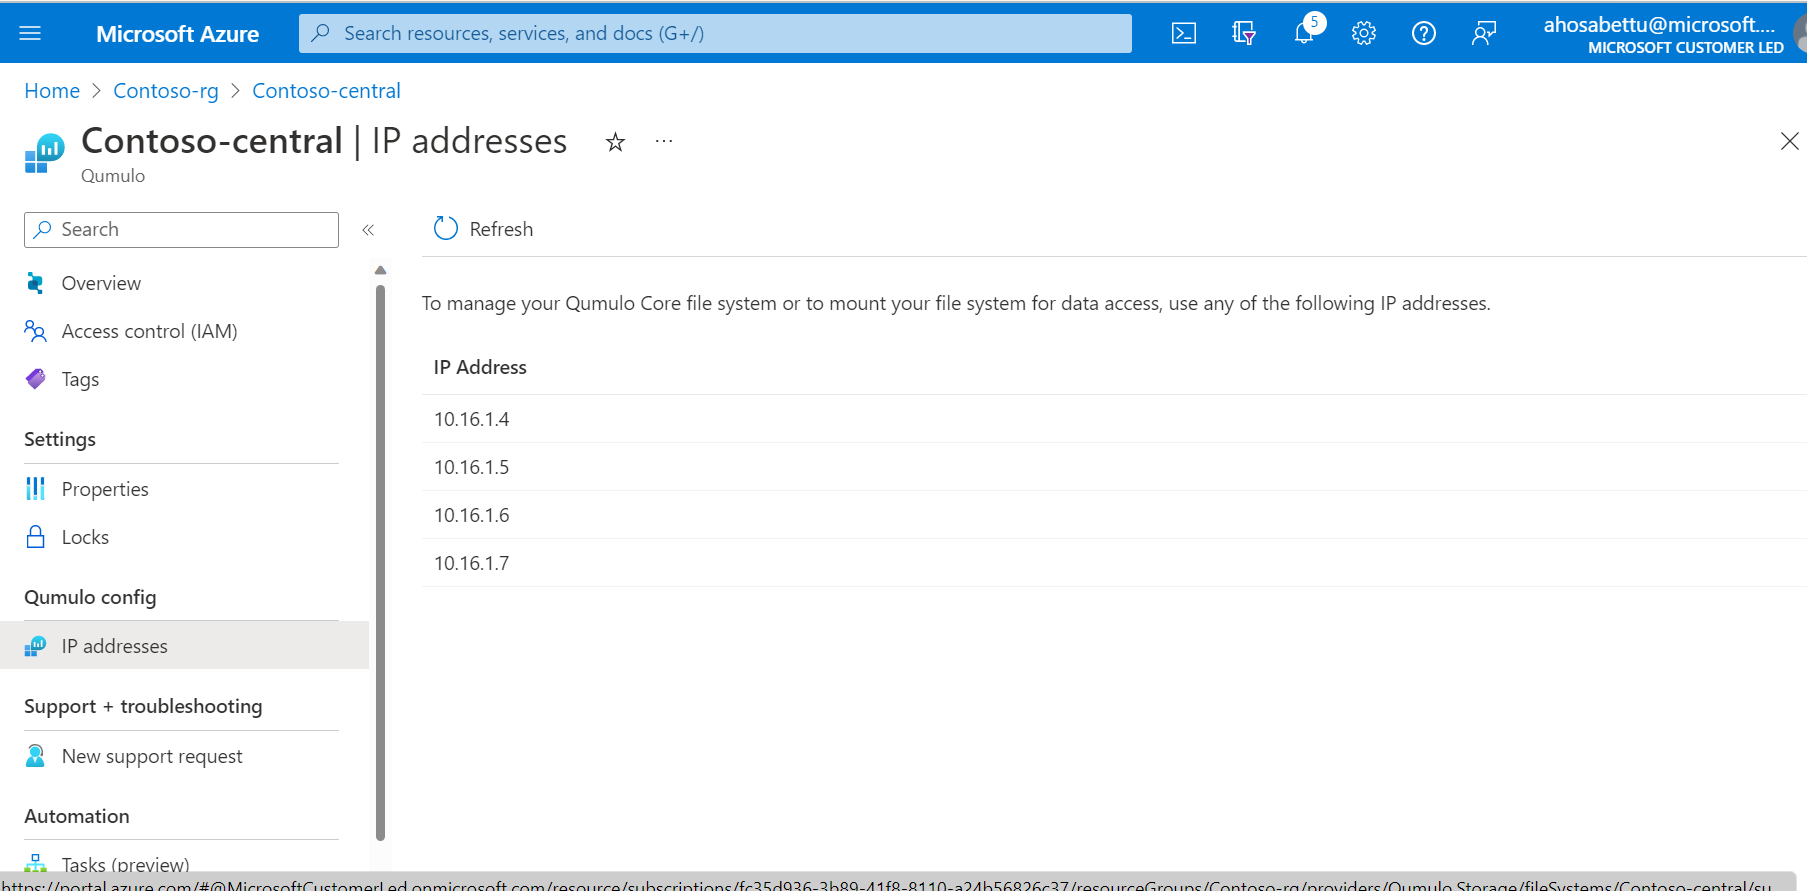 Microsoft Azure
Search resources, services, and docs (G+/)
5
ahosabettu@microsoft....
MICROSOFT CUSTOMER LED
Home > Contoso-rg > Contoso-central
Contoso-central | IP addresses
...
Qumulo
Search
«
Refresh
Overview
Access control (IAM)
Tags
Settings
Properties
Locks
Qumulo config
IP addresses
Support + troubleshooting
New support request
Automation
Tasks (preview)
To manage your Qumulo Core file system or to mount your file system for data access, use any of the following IP addresses.
IP Address
10.16.1.4
10.16.1.5
10.16.1.6
10.16.1.7
https://portal.azure.com/#@MicrosoftCustomerLed.onmicrosoft.com/resource/subscriptions/fc35d936-3b89-41f8-8110-a24b56826c37/resourceGroups/Contoso-rg/providers/Qumulo.Storage/fileSystems/Contoso-central/su...